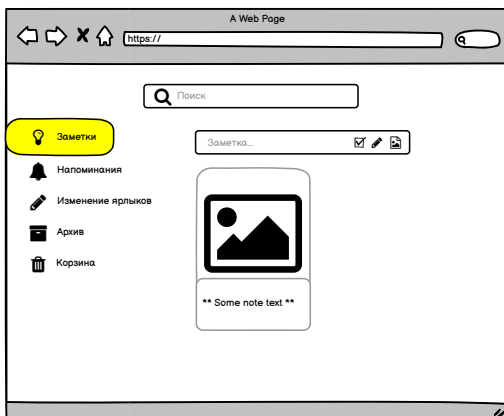 A Web Page
https://
Поиск
Заметки
Заметка...
Напоминания
Изменение ярлыков
Архив
Корзина
** Some note text **